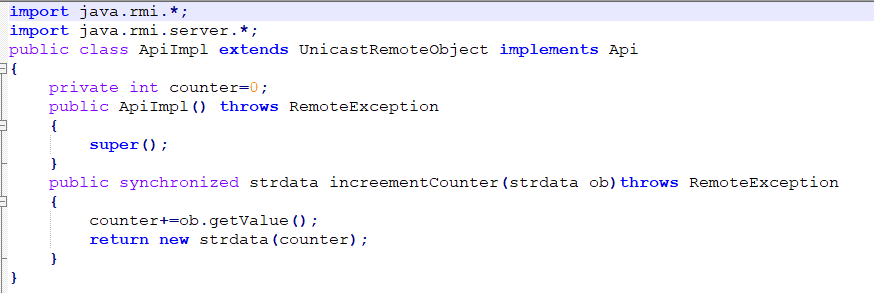 import java.rmi.*;
import java.rmi.server.*;
public class ApiImpl extends UnicastRemoteObject implements Api
{
    private int counter=0;
    public ApiImpl() throws RemoteException
    {
        super();
    }
    public synchronized strdata increementCounter(strdata ob)throws RemoteException
    {
        counter+=ob.getValue();
        return new strdata(counter);
    }
}